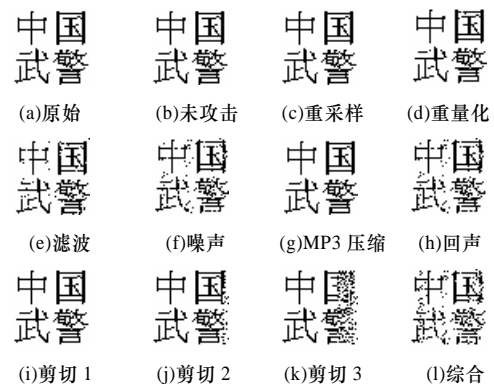 中国 中国 中国 中国
武警 武警 武警 武警
(a)原始 (b)未攻击 (c)重采样 (d)重量化
中国 中国 中国 中国
武警 武警 武警 武警
(e)滤波 (f)噪声 (g)MP3 压缩 (h)回声
中国 中国 中国 中国
武警 武警 武警 武警
(i)剪切 1 (j)剪切 2 (k)剪切 3 (l)综合